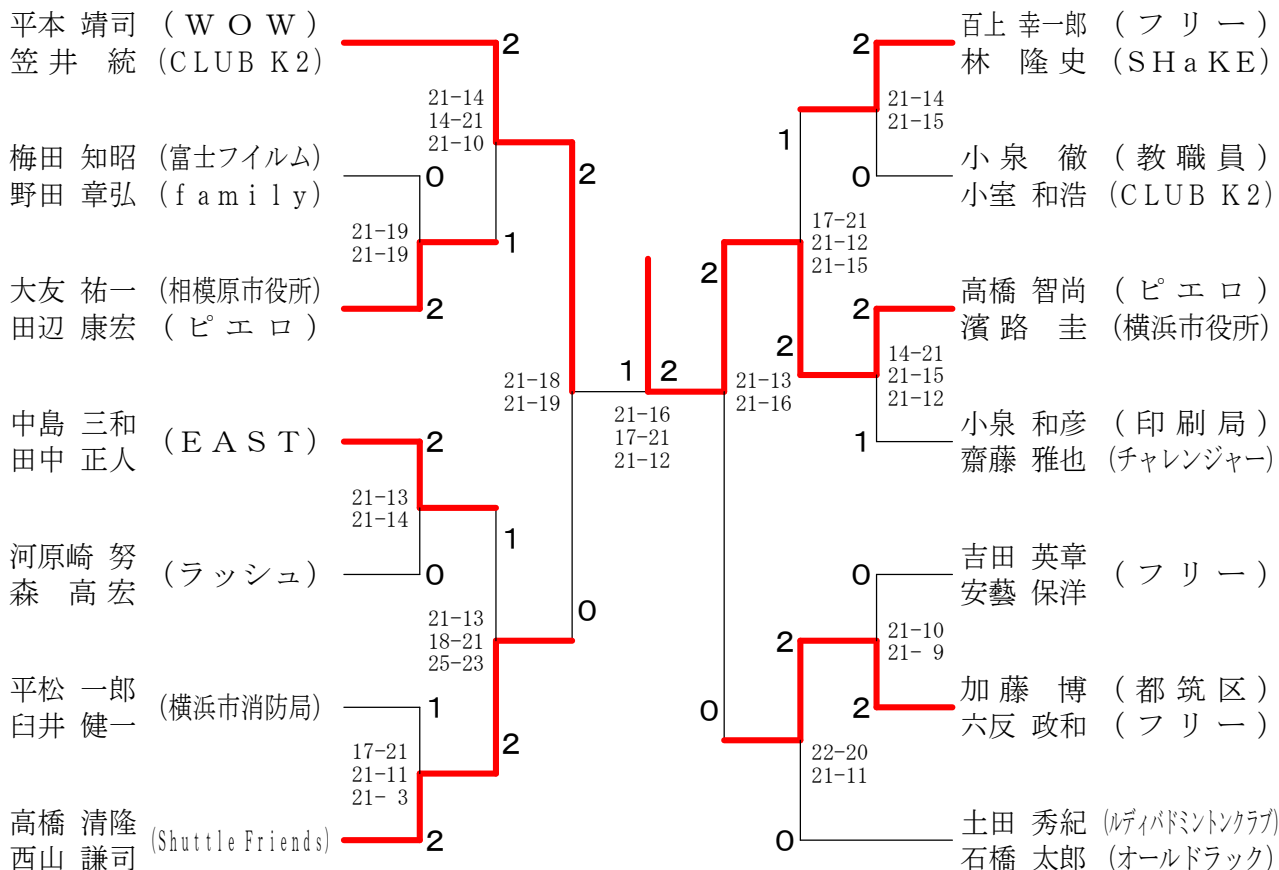 平本 靖司 (ＷＯＷ)
笠井 統 (CLUB K2)
2
21-14
14-21
21-10
梅田 知昭 (富士フイルム)
野田 章弘 (family)
0
21-19
21-19
1
大友 祐一 (相模原市役所)
田辺 康宏 (ピエロ)
2
2
21-18
21-19
中島 三和
田中 正人
(ＥＡＳＴ)
2
21-13
21-14
1
河原崎 努
森 高宏
(ラッシュ)
0
21-13
18-21
25-23
0
平松 一郎
臼井 健一
(横浜市消防局)
1
17-21
21-11
21- 3
2
高橋 清隆
西山 謙司
(Shuttle Friends)
2
1 2
21-16
17-21
21-12
百上 幸一郎 (フリー)
林 隆史 (SHaKE)
2
21-14
21-15
1
小泉 徹 (教職員)
小室 和浩 (CLUB K2)
0
17-21
21-12
21-15
2
高橋 智尚 (ピエロ)
濱路 圭 (横浜市役所)
2
2
14-21
21-15
21-12
21-13
21-16
小泉 和彦 (印刷局)
齋藤 雅也 (チャレンジャー)
1
吉田 英章
安藝 保洋
(フリー)
0
21-10
21- 9
2
加藤 博 (都筑区)
六反 政和 (フリー)
2
0
22-20
21-11
土田 秀紀 (ルディバドミントンクラブ)
石橋 太郎 (オールドラック)
0